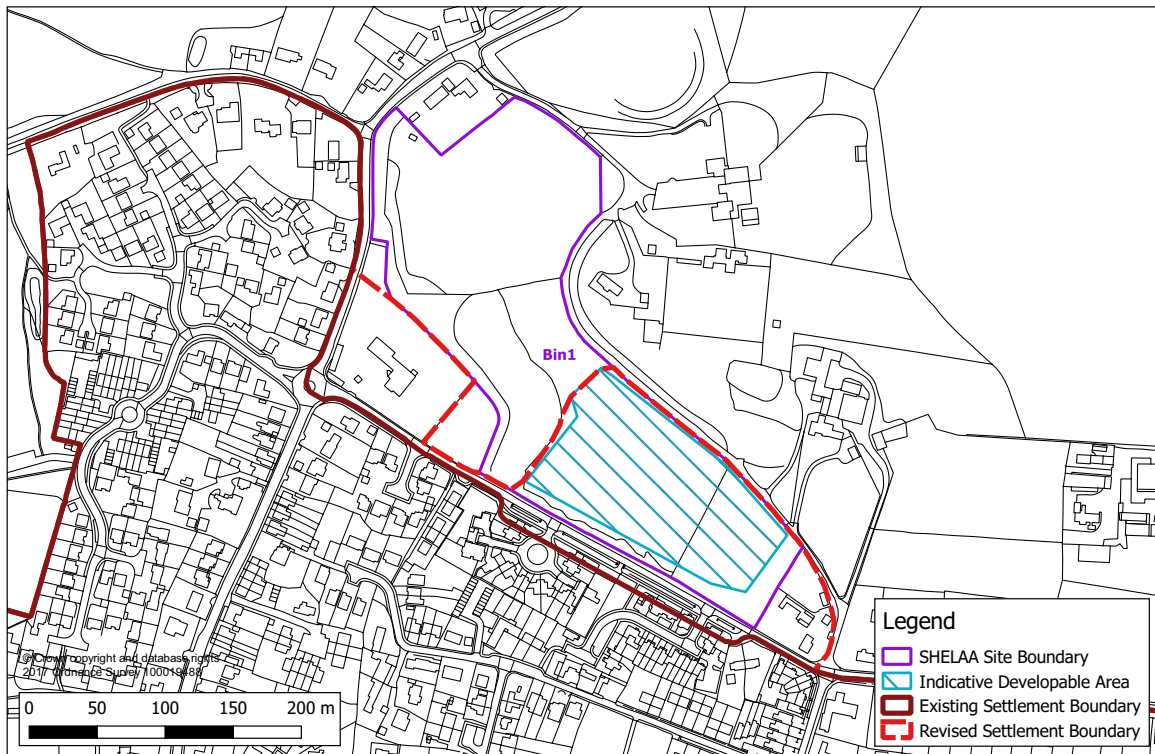 Bin1
Legend
SHELAA Site Boundary
Indicative Developable Area
Existing Settlement Boundary
Revised Settlement Boundary
© Crown copyright and database rights
2017 Ordnance Survey 100019488
0 50 100 150 200 m